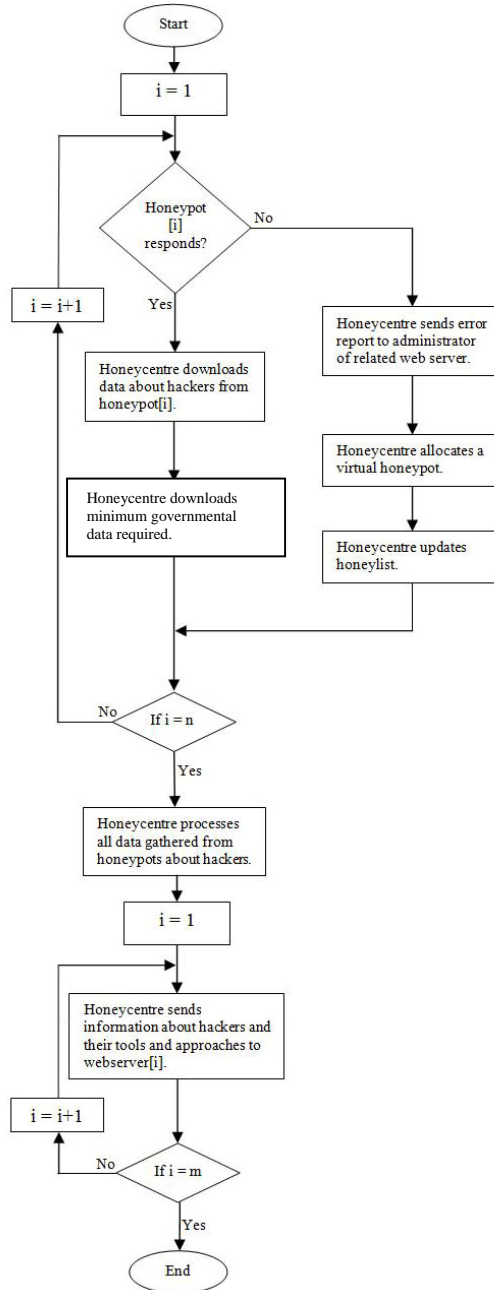 Start
i = 1
Honeypot
[i]
responds?
No
Yes
i = i+1
Honeycentre sends error
report to administrator
of related web server.
Honeycentre downloads
data about hackers from
honeypot[i].
Honeycentre allocates a
virtual honeypot.
Honeycentre downloads
minimum governmental
data required.
Honeycentre updates
honeylist.
No
If i = n
Yes
Honeycentre processes
all data gathered from
honeypots about hackers.
i = 1
Honeycentre sends
information about hackers and
their tools and approaches to
webserver[i].
i = i+1
No
If i = m
Yes
End